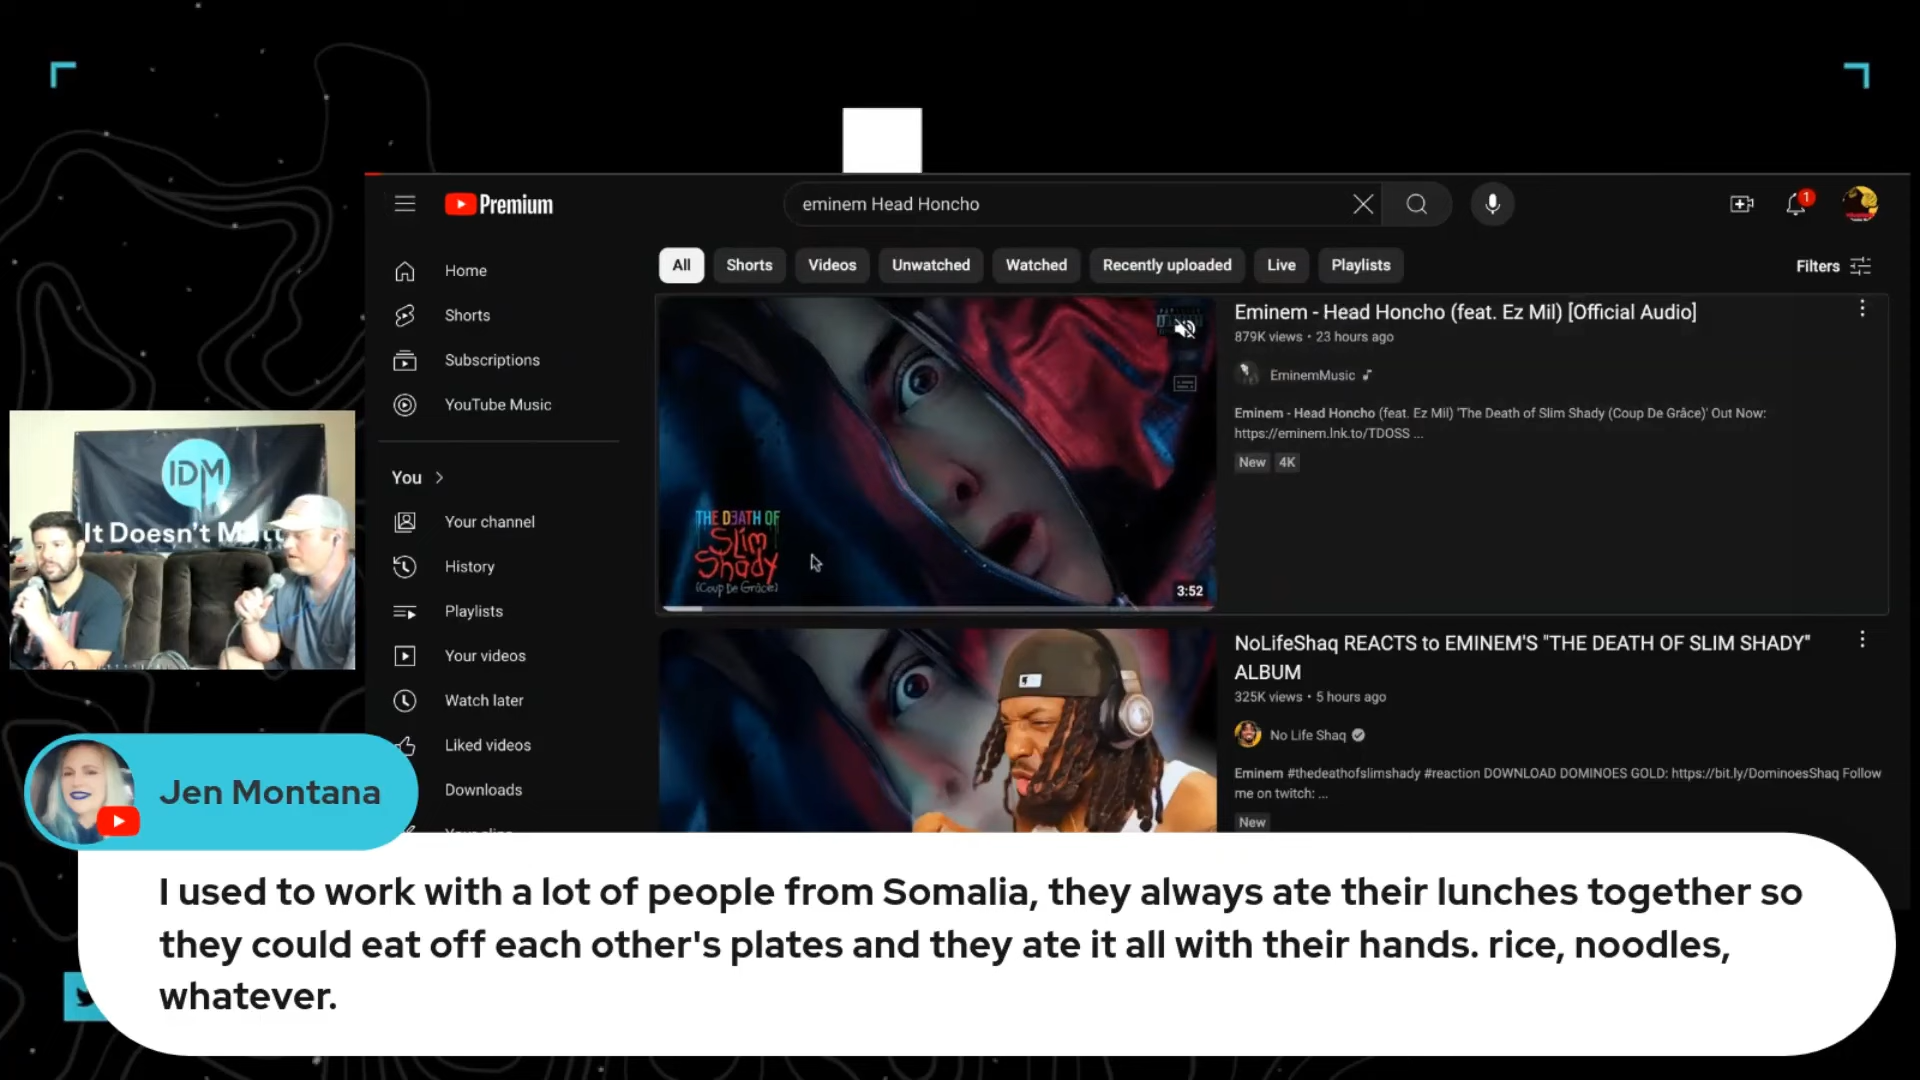 Premium
eminem Head Honcho
1
All
Shorts
Videos
Unwatched
Watched
Recently uploaded
Live
Playlists
Filters
Home
Shorts
Subscriptions
YouTube Music
You
Your channel
History
Playlists
Your videos
Watch later
Liked videos
Downloads
THE DƎATH OF
Slim
Shady
(Coup De Grâce)
3:52
Eminem - Head Honcho (feat. Ez Mil) [Official Audio]
879K views • 23 hours ago
EminemMusic
Eminem - Head Honcho (feat. Ez Mil) 'The Death of Slim Shady (Coup De Grâce)' Out Now:
https://eminem.lnk.to/TDOSS ...
New
4K
NoLifeShaq REACTS to EMINEM'S "THE DEATH OF SLIM SHADY"
ALBUM
325K views • 5 hours ago
No Life Shaq
Eminem #thedeathofslimshady #reaction DOWNLOAD DOMINOES GOLD: https://bit.ly/DominoesShaq Follow
me on twitch: ...
New
IDM
It Doesn't
Jen Montana
I used to work with a lot of people from Somalia, they always ate their lunches together so
they could eat off each other's plates and they ate it all with their hands. rice, noodles,
whatever.